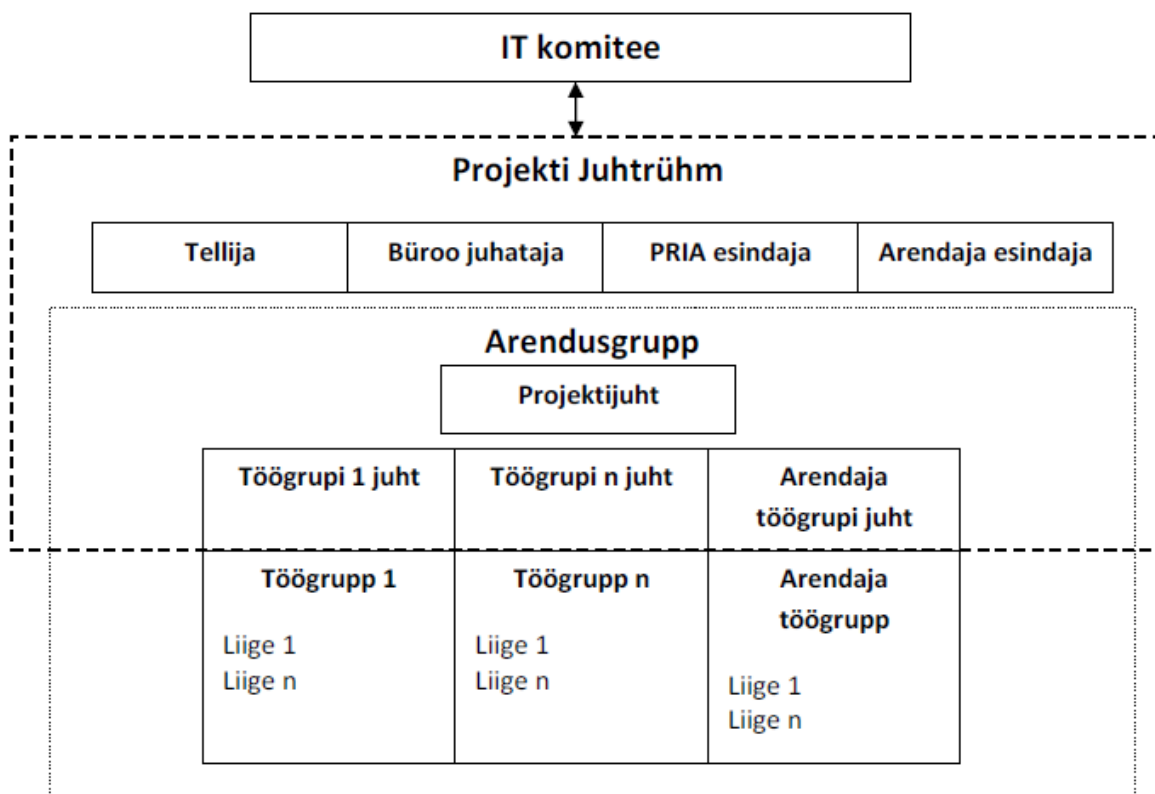 IT komitee
Projekti Juhtrühm
Tellija
Büroo juhataja
PRIA esindaja
Arendaja esindaja
Arendusgrupp
Projektijuht
Töögrupi 1 juht
Töögrupi n juht
Arendaja
töögrupi juht
Töögrupp 1
Liige 1
Liige n
Töögrupp n
Liige 1
Liige n
Arendaja
töögrupp
Liige 1
Liige n